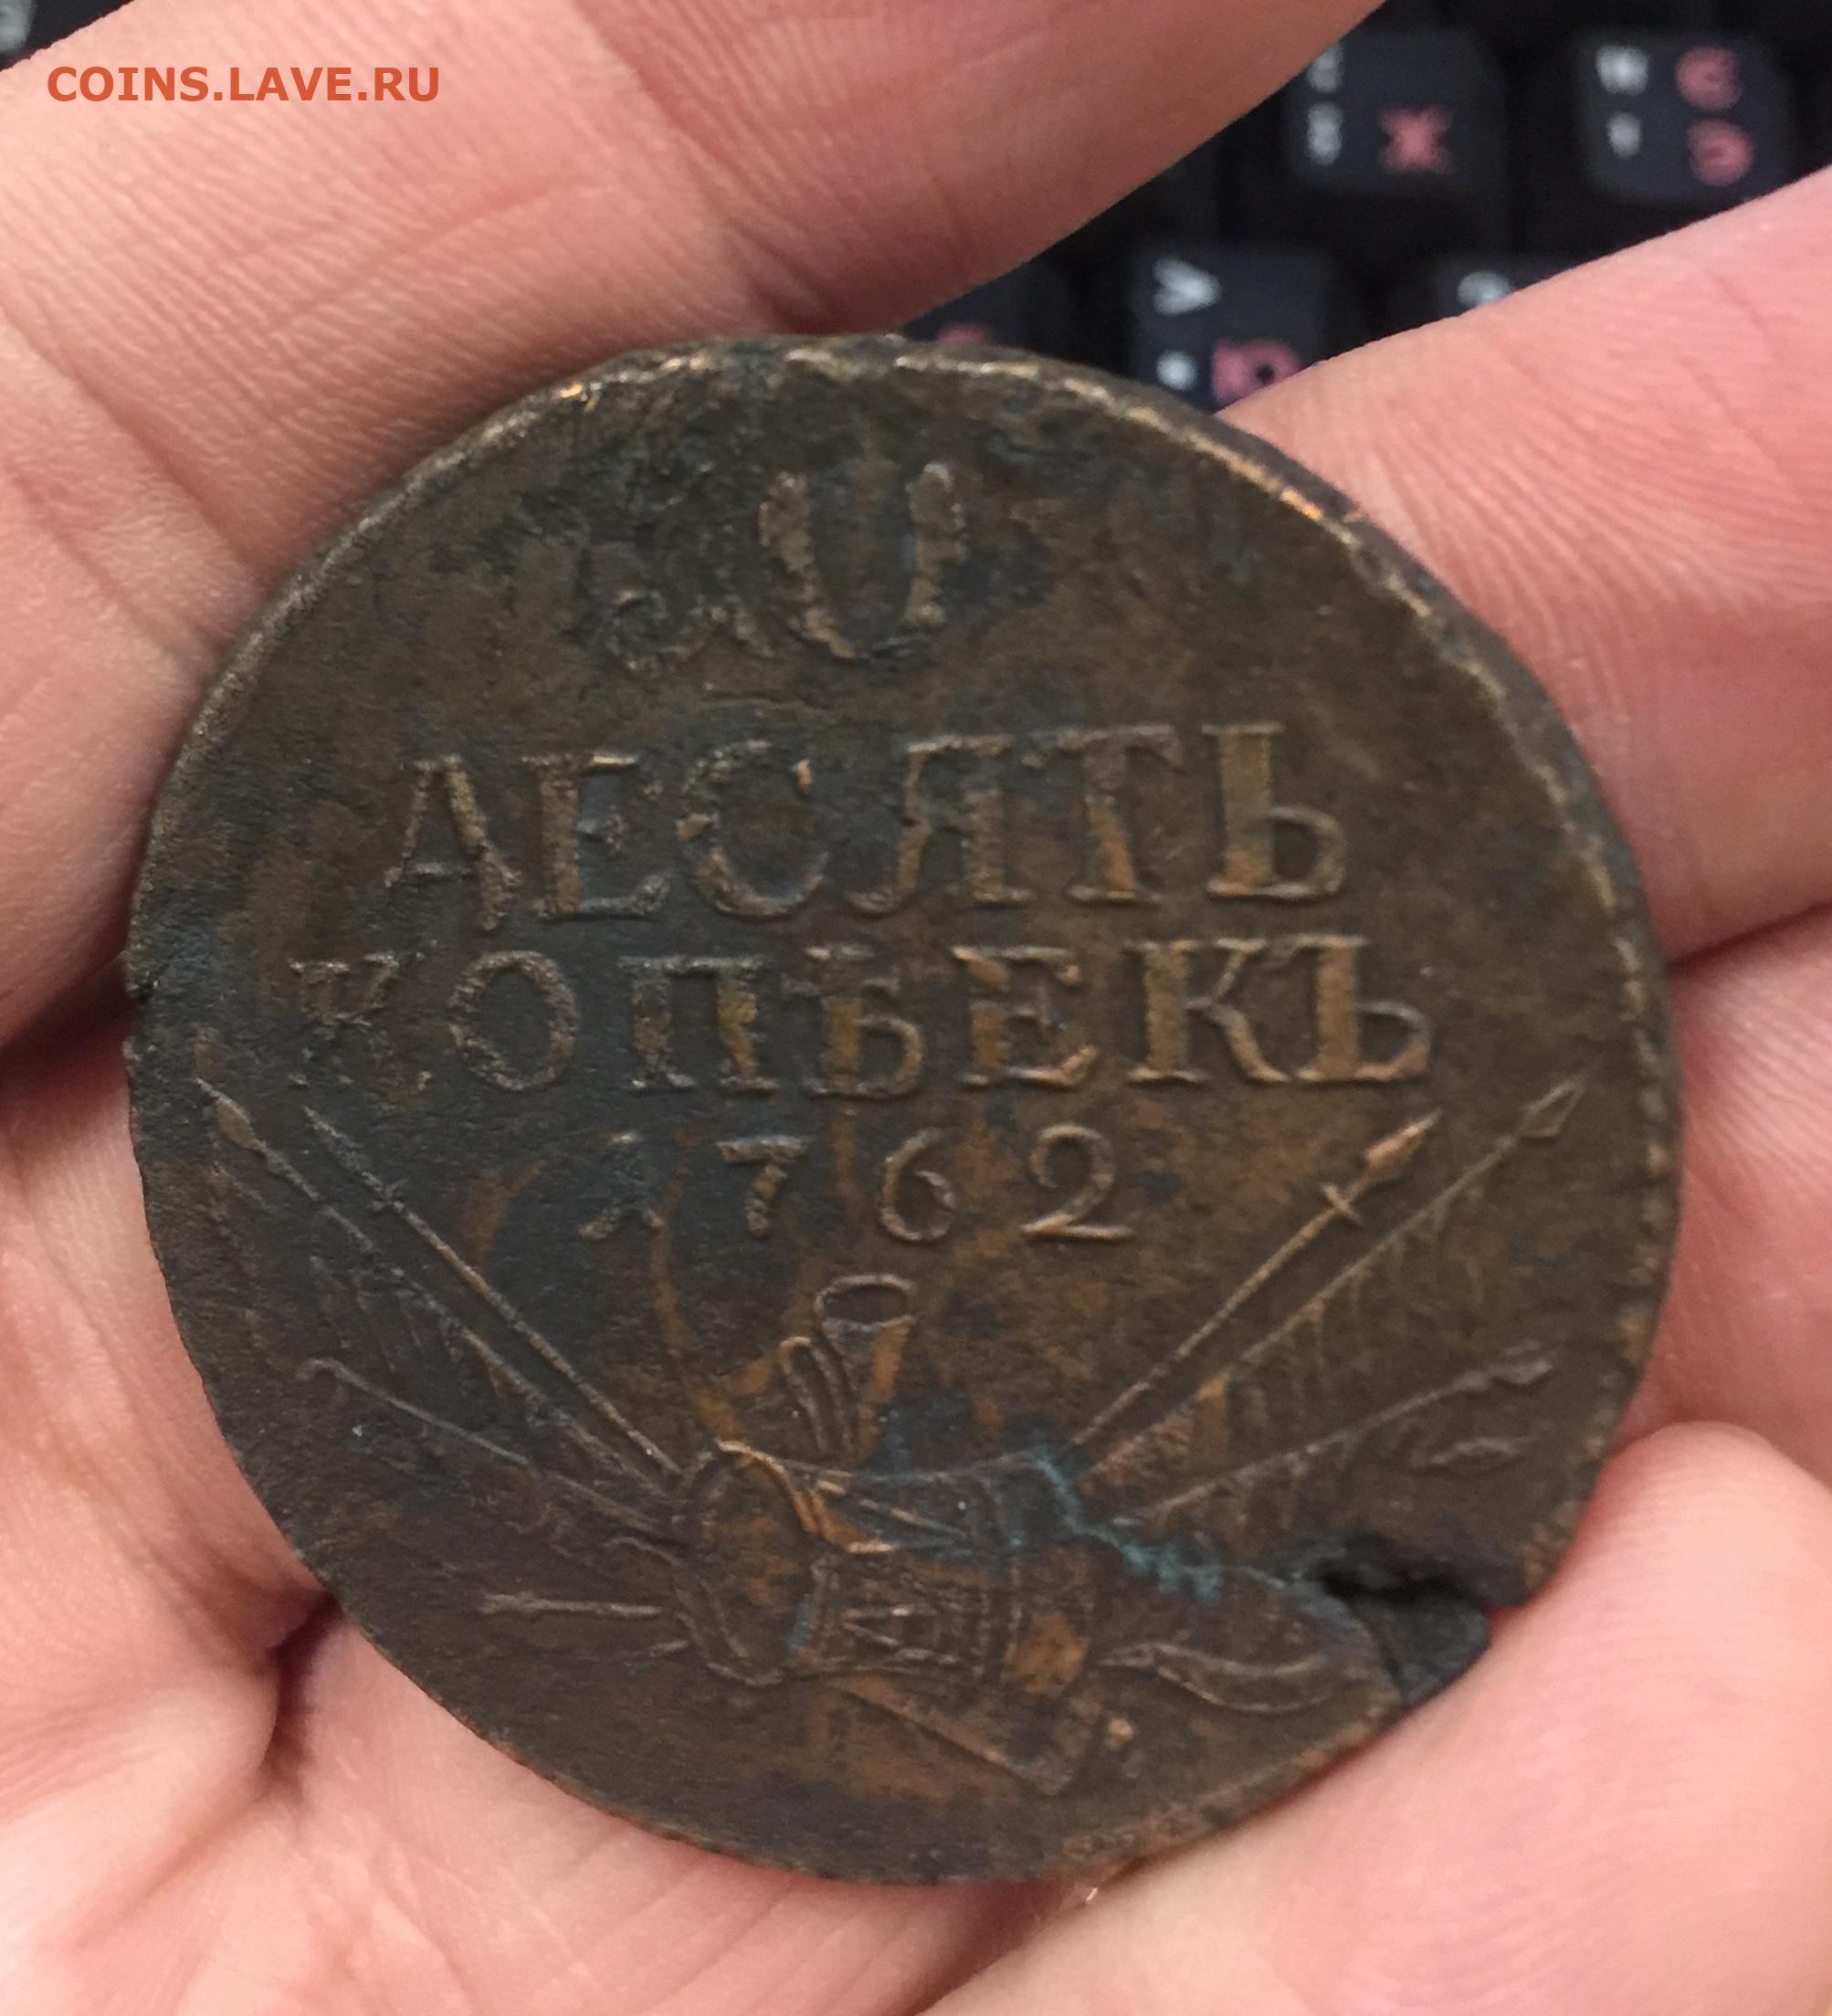 COINS.LAVE.RU
ДЕСЯТЬ
КОПѢЕКЪ
1762